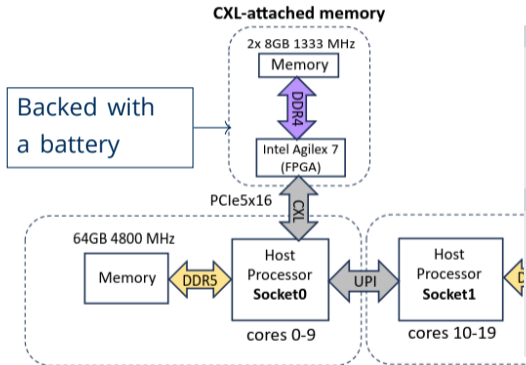 CXL-attached memory
2x 8GB 1333 MHz
Memory
DDR4
Backed with
a battery
Intel Agilex 7
(FPGA)
PCIe5x16
CXL
64GB 4800 MHz
Memory
DDR5
Host
Processor
Socket0
UPI
Host
Processor
Socket1
D
cores 0-9
cores 10-19